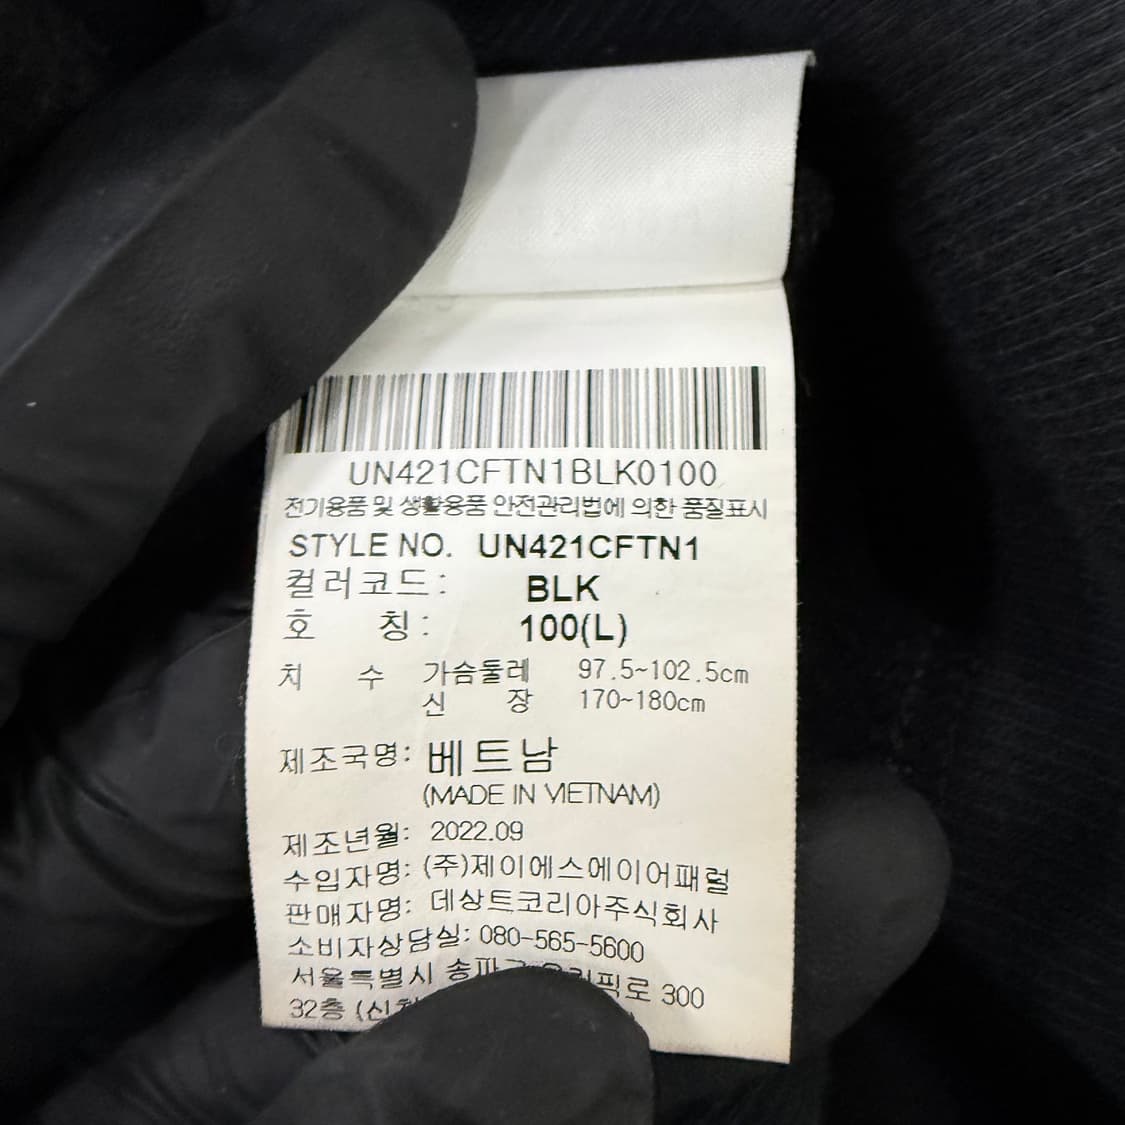 UN421CFTN1BLK0100
전기용품 및 생활용품 안전관리법에 의한 품질표시
STYLE NO. UN421CFTN1
컬러코드: BLK
호 칭: 100(L)
치 수 가슴둘레 97.5~102.5cm
신 장 170~180cm
제조국명: 베트남
(MADE IN VIETNAM)
제조년월: 2022.09
수입자명: (주)제이에스에이어패럴
판매자명: 데상트코리아주식회사
소비자상담실: 080-565-5600
서울특별시 300
32층